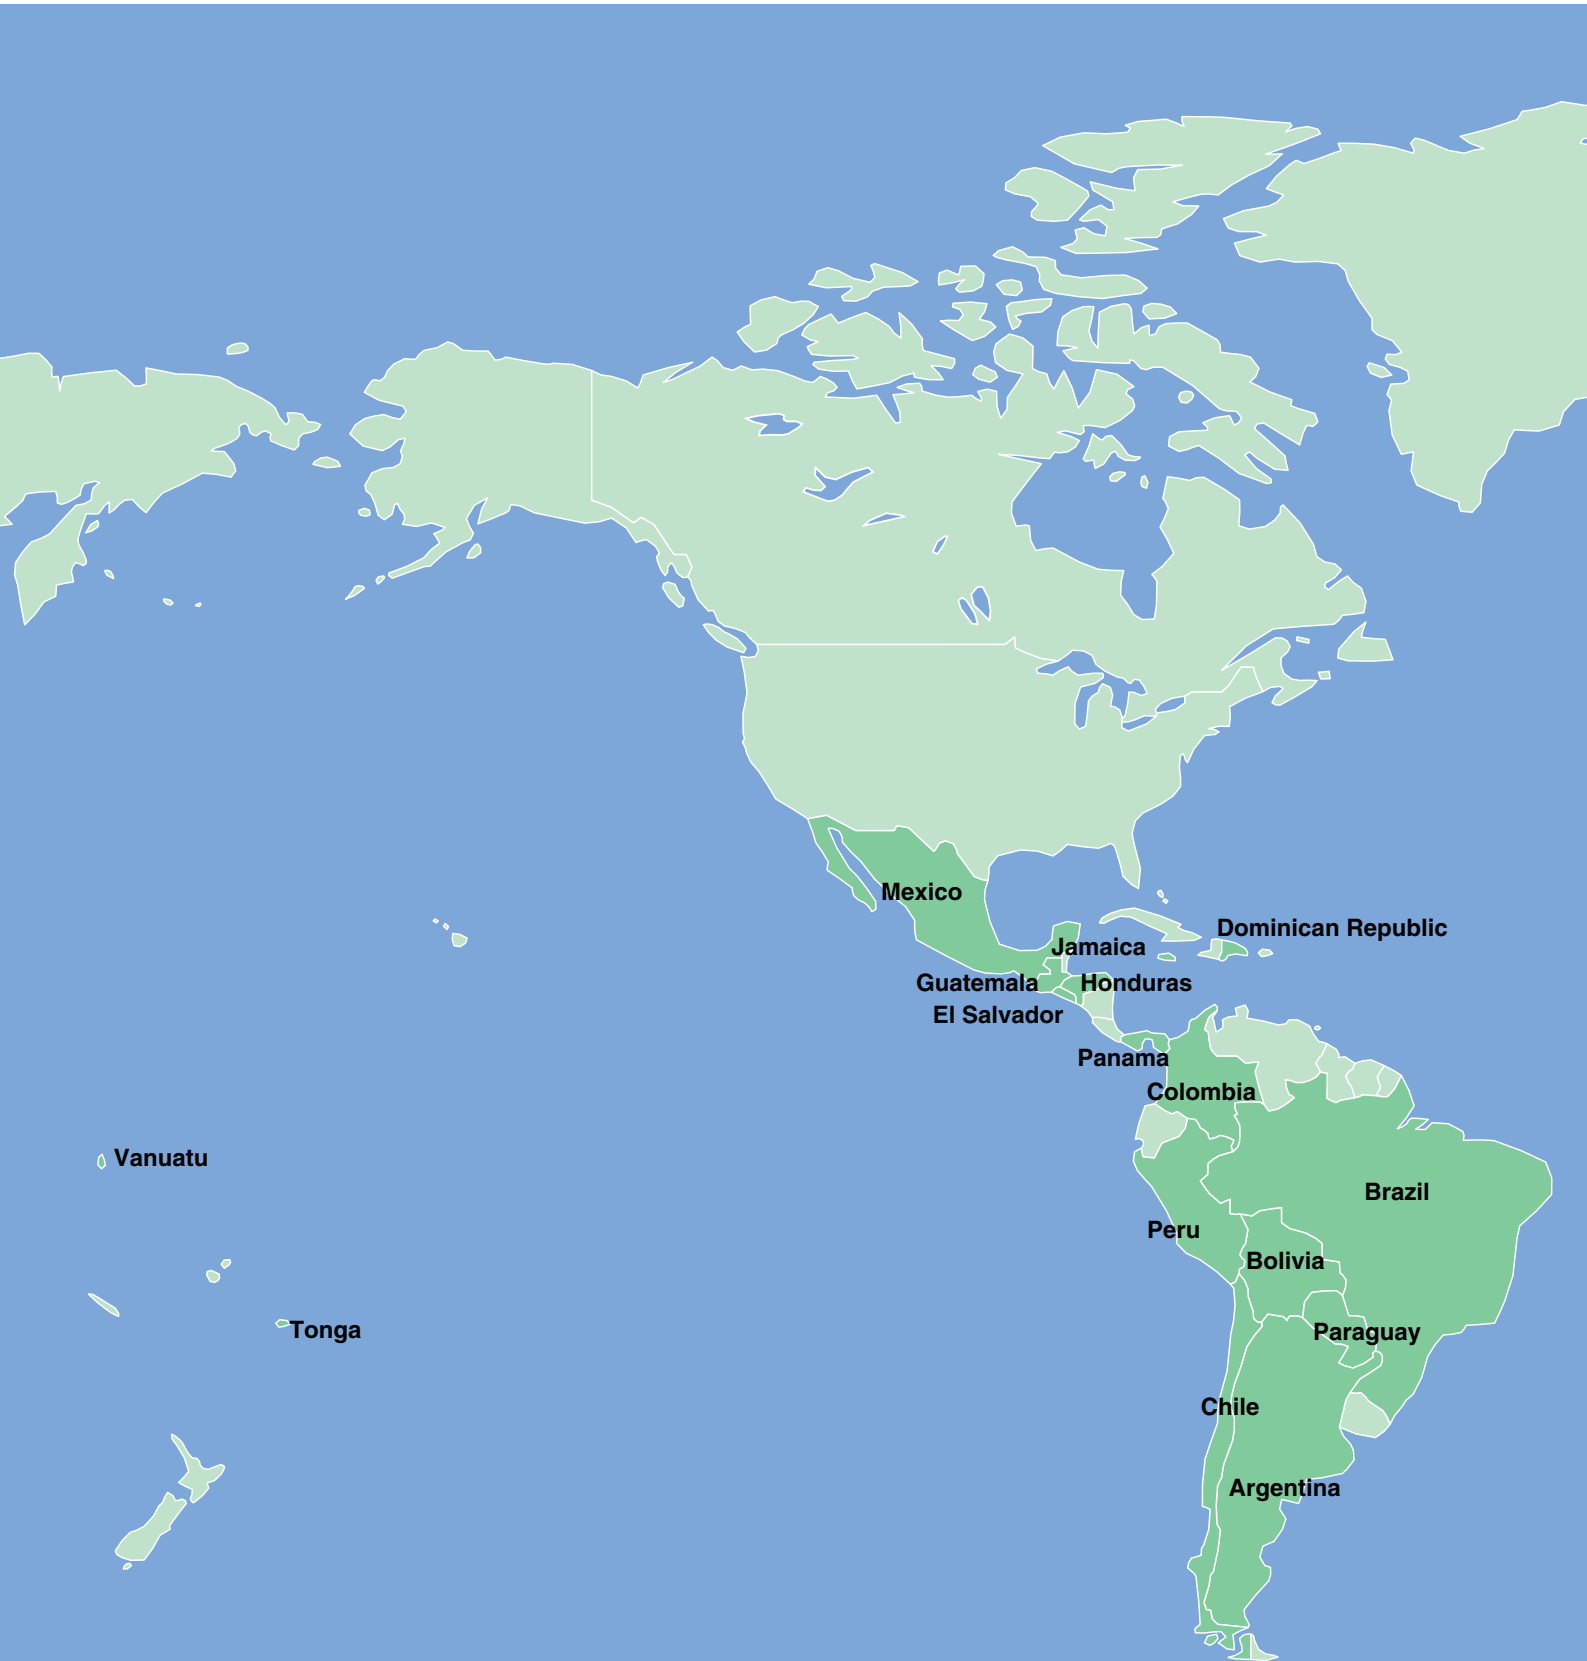 Mexico
Dominican Republic
Jamaica
Guatemala
Honduras
El Salvador
Panama
Colombia
Vanuatu
Brazil
Peru
Bolivia
Tonga
Paraguay
Chile
Argentina